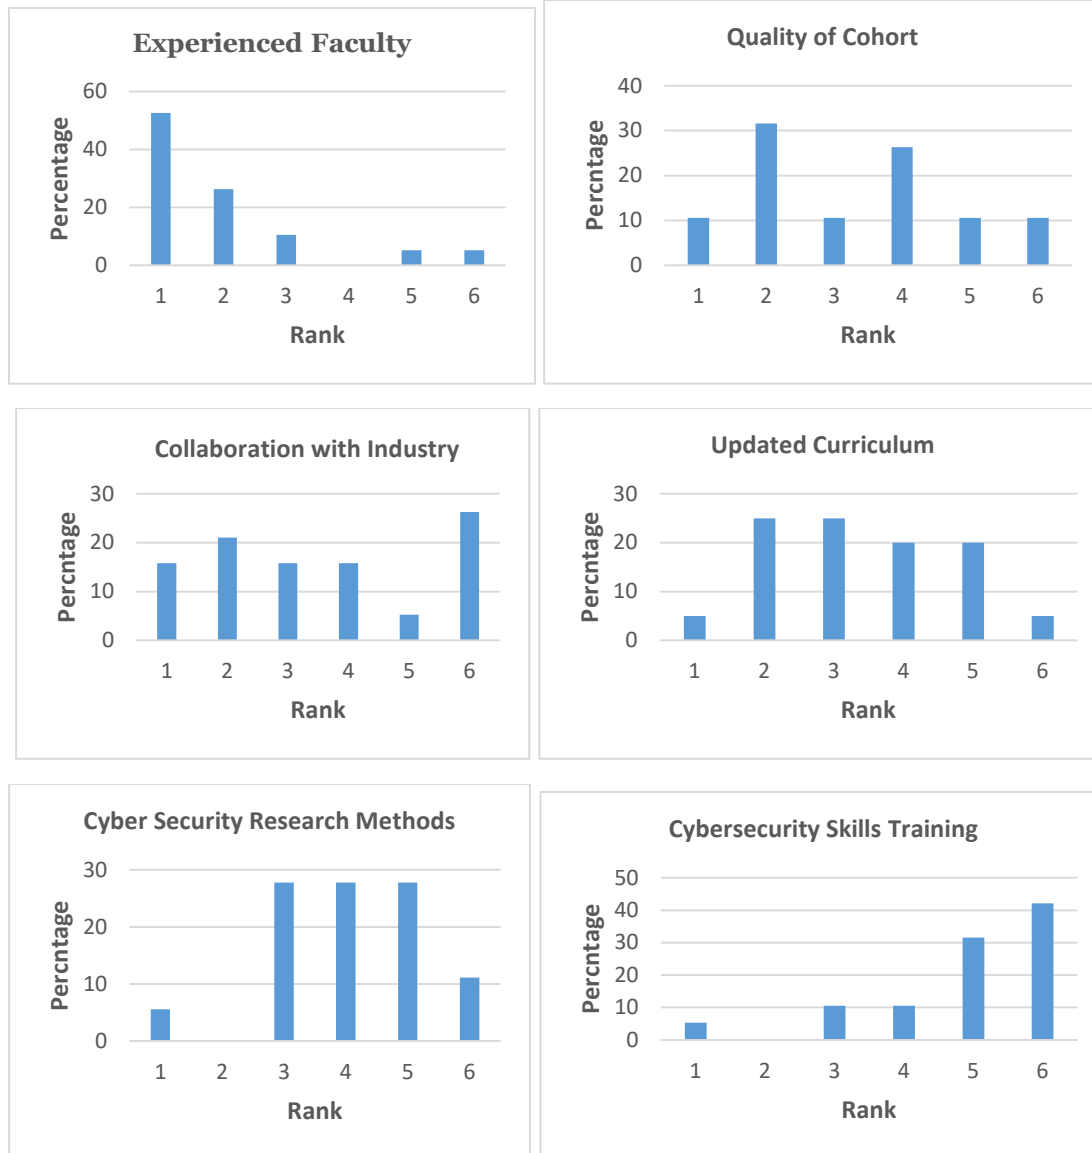 Experienced Faculty
60
40
20
0
Percentage
1 2 3 4 5 6
Rank
Quality of Cohort
40
30
20
10
0
Percntage
1 2 3 4 5 6
Rank
Collaboration with Industry
30
20
10
0
Percntage
1 2 3 4 5 6
Rank
Updated Curriculum
30
20
10
0
Percntage
1 2 3 4 5 6
Rank
Cyber Security Research Methods
30
20
10
0
Percntage
1 2 3 4 5 6
Rank
Cybersecurity Skills Training
50
40
30
20
10
0
Percntage
1 2 3 4 5 6
Rank